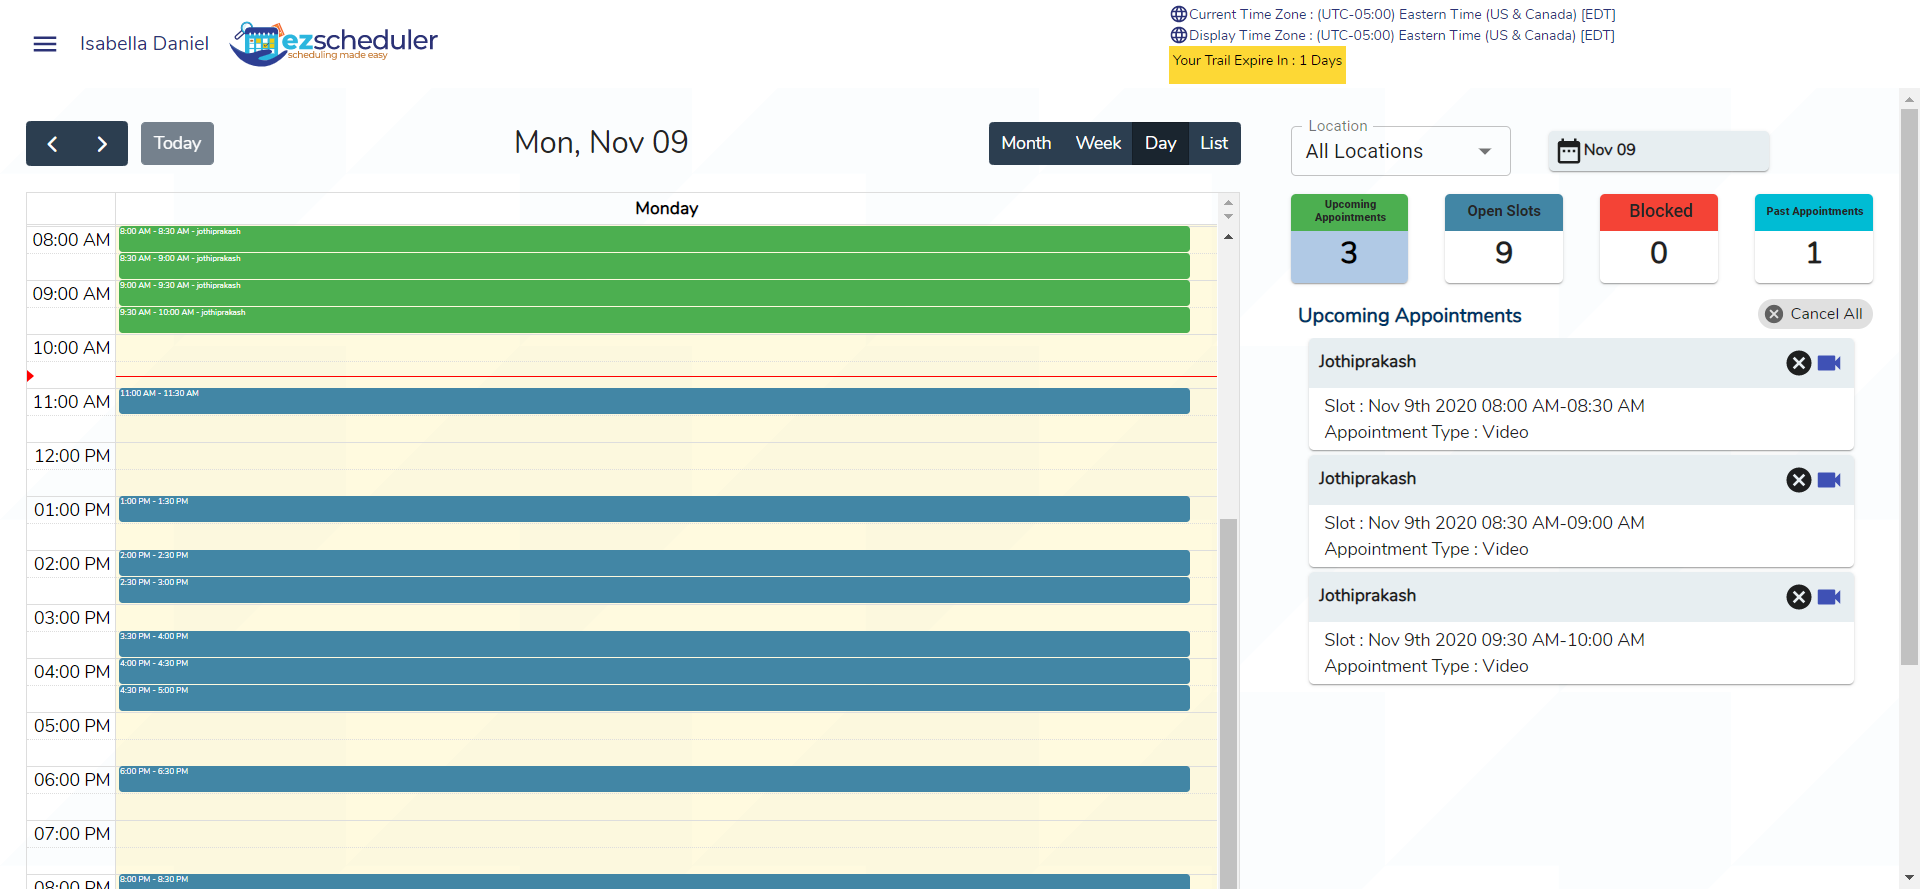 Isabella Daniel
ezscheduler
scheduling made easy
Current Time Zone : (UTC-05:00) Eastern Time (US & Canada) [EDT]
Display Time Zone : (UTC-05:00) Eastern Time (US & Canada) [EDT]
Your Trail Expire In : 1 Days
Today
Mon, Nov 09
Month Week Day List
Monday
08:00 AM
8:00 AM - 8:30 AM - jothiprakash
8:30 AM - 9:00 AM - jothiprakash
09:00 AM
9:00 AM - 9:30 AM - jothiprakash
9:30 AM - 10:00 AM - jothiprakash
10:00 AM
11:00 AM
11:00 AM - 11:30 AM
12:00 PM
01:00 PM
1:00 PM - 1:30 PM
02:00 PM
2:00 PM - 2:30 PM
2:30 PM - 3:00 PM
03:00 PM
3:30 PM - 4:00 PM
04:00 PM
4:00 PM - 4:30 PM
4:30 PM - 5:00 PM
05:00 PM
06:00 PM
6:00 PM - 6:30 PM
07:00 PM
08:00 PM
8:00 PM - 8:30 PM
Location
All Locations
Nov 09
Upcoming
Appointments
3
Open Slots
9
Blocked
0
Past Appointments
1
Upcoming Appointments
Cancel All
Jothiprakash
Slot : Nov 9th 2020 08:00 AM-08:30 AM
Appointment Type : Video
Jothiprakash
Slot : Nov 9th 2020 08:30 AM-09:00 AM
Appointment Type : Video
Jothiprakash
Slot : Nov 9th 2020 09:30 AM-10:00 AM
Appointment Type : Video